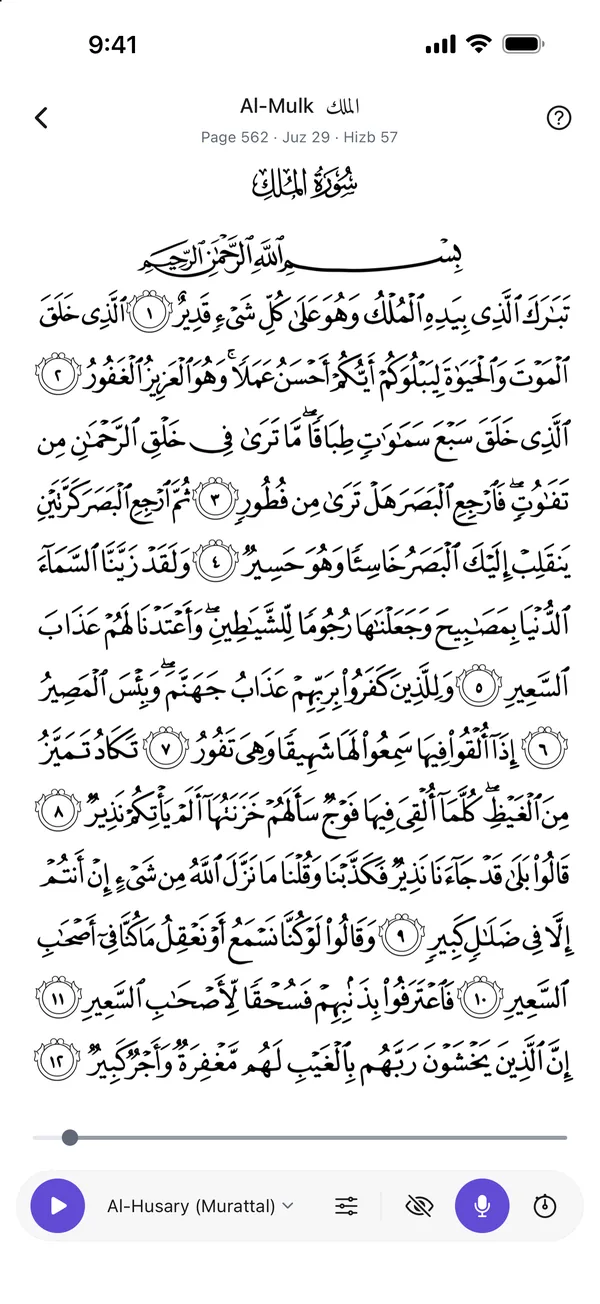 9:41
Al-Mulk الملك
Page 562 · Juz 29 · Hizb 57
سُورَةُ المُلْكِ
بِسْمِ ٱللَّهِ ٱلرَّحْمَٰنِ ٱلرَّحِيمِ
تَبَٰرَكَ ٱلَّذِى بِيَدِهِ ٱلْمُلْكُ وَهُوَ عَلَىٰ كُلِّ شَىْءٍ قَدِيرٌ ١ ٱلَّذِى خَلَقَ
ٱلْمَوْتَ وَٱلْحَيَوٰةَ لِيَبْلُوَكُمْ أَيُّكُمْ أَحْسَنُ عَمَلًا ۚ وَهُوَ ٱلْعَزِيزُ ٱلْغَفُورُ ٢
ٱلَّذِى خَلَقَ سَبْعَ سَمَٰوَٰتٍ طِبَاقًا ۖ مَّا تَرَىٰ فِى خَلْقِ ٱلرَّحْمَٰنِ مِن
تَفَٰوُتٍ ۖ فَٱرْجِعِ ٱلْبَصَرَ هَلْ تَرَىٰ مِن فُطُورٍ ٣ ثُمَّ ٱرْجِعِ ٱلْبَصَرَ كَرَّتَيْنِ
يَنقَلِبْ إِلَيْكَ ٱلْبَصَرُ خَاسِئًا وَهُوَ حَسِيرٌ ٤ وَلَقَدْ زَيَّنَّا ٱلسَّمَآءَ
ٱلدُّنْيَا بِمَصَٰبِيحَ وَجَعَلْنَٰهَا رُجُومًا لِّلشَّيَٰطِينِ ۖ وَأَعْتَدْنَا لَهُمْ عَذَابَ
ٱلسَّعِيرِ ٥ وَلِلَّذِينَ كَفَرُوا۟ بِرَبِّهِمْ عَذَابُ جَهَنَّمَ ۖ وَبِئْسَ ٱلْمَصِيرُ
٦ إِذَآ أُلْقُوا۟ فِيهَا سَمِعُوا۟ لَهَا شَهِيقًا وَهِىَ تَفُورُ ٧ تَكَادُ تَمَيَّزُ
مِنَ ٱلْغَيْظِ ۖ كُلَّمَآ أُلْقِىَ فِيهَا فَوْجٌ سَأَلَهُمْ خَزَنَتُهَآ أَلَمْ يَأْتِكُمْ نَذِيرٌ ٨
قَالُوا۟ بَلَىٰ قَدْ جَآءَنَا نَذِيرٌ فَكَذَّبْنَا وَقُلْنَا مَا نَزَّلَ ٱللَّهُ مِن شَىْءٍ إِنْ أَنتُمْ
إِلَّا فِى ضَلَٰلٍ كَبِيرٍ ٩ وَقَالُوا۟ لَوْ كُنَّا نَسْمَعُ أَوْ نَعْقِلُ مَا كُنَّا فِىٓ أَصْحَٰبِ
ٱلسَّعِيرِ ١٠ فَٱعْتَرَفُوا۟ بِذَنۢبِهِمْ فَسُحْقًا لِّأَصْحَٰبِ ٱلسَّعِيرِ ١١
إِنَّ ٱلَّذِينَ يَخْشَوْنَ رَبَّهُم بِٱلْغَيْبِ لَهُم مَّغْفِرَةٌ وَأَجْرٌ كَبِيرٌ ١٢
Al-Husary (Murattal)